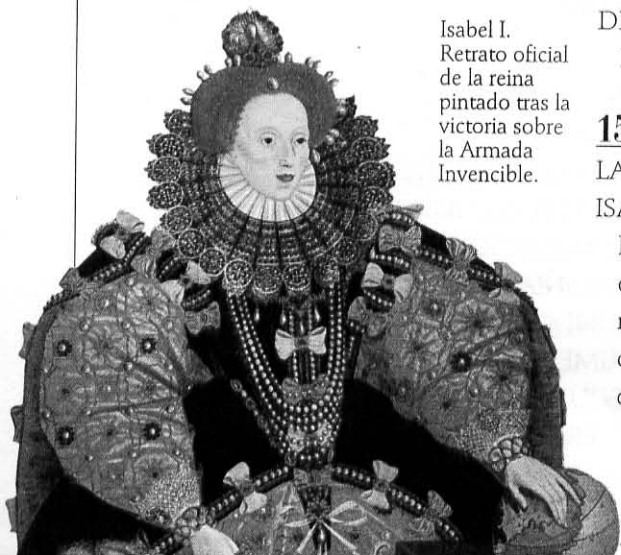 Isabel I.
Retrato oficial
de la reina
pintado tras la
victoria sobre
la Armada
Invencible.
DI
15
LA
ISA